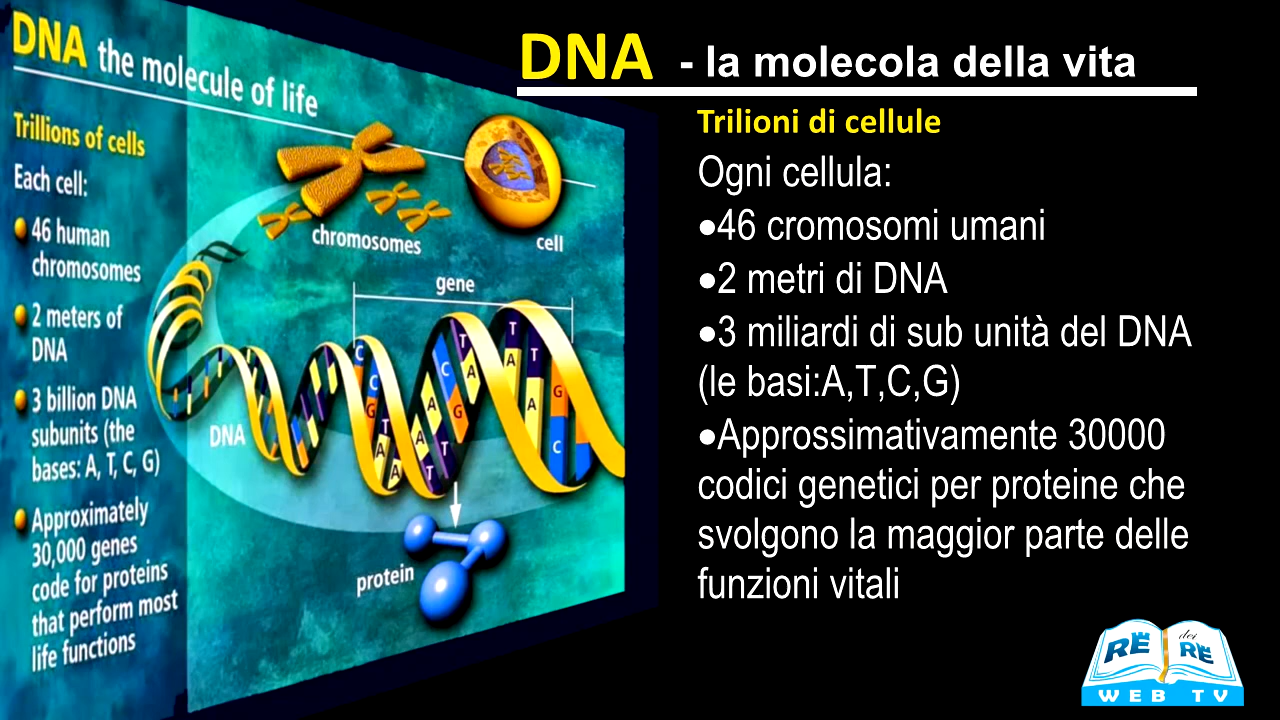 DNA the molecule of life
Trillions of cells
Each cell:
46 human
chromosomes
2 meters of
DNA
3 billion DNA
subunits (the
bases: A, T, C, G)
Approximately
30,000 genes
code for proteins
that perform most
life functions
chromosomes
cell
gene
DNA
C
C
G
T
A
A
T
A
T
C
A
G
T
A
T
A
T
A
T
G
C
protein
DNA - la molecola della vita
Trilioni di cellule
Ogni cellula:
•46 cromosomi umani
•2 metri di DNA
•3 miliardi di sub unità del DNA
(le basi:A,T,C,G)
•Approssimativamente 30000
codici genetici per proteine che
svolgono la maggior parte delle
funzioni vitali
RE dei RE
WEB TV